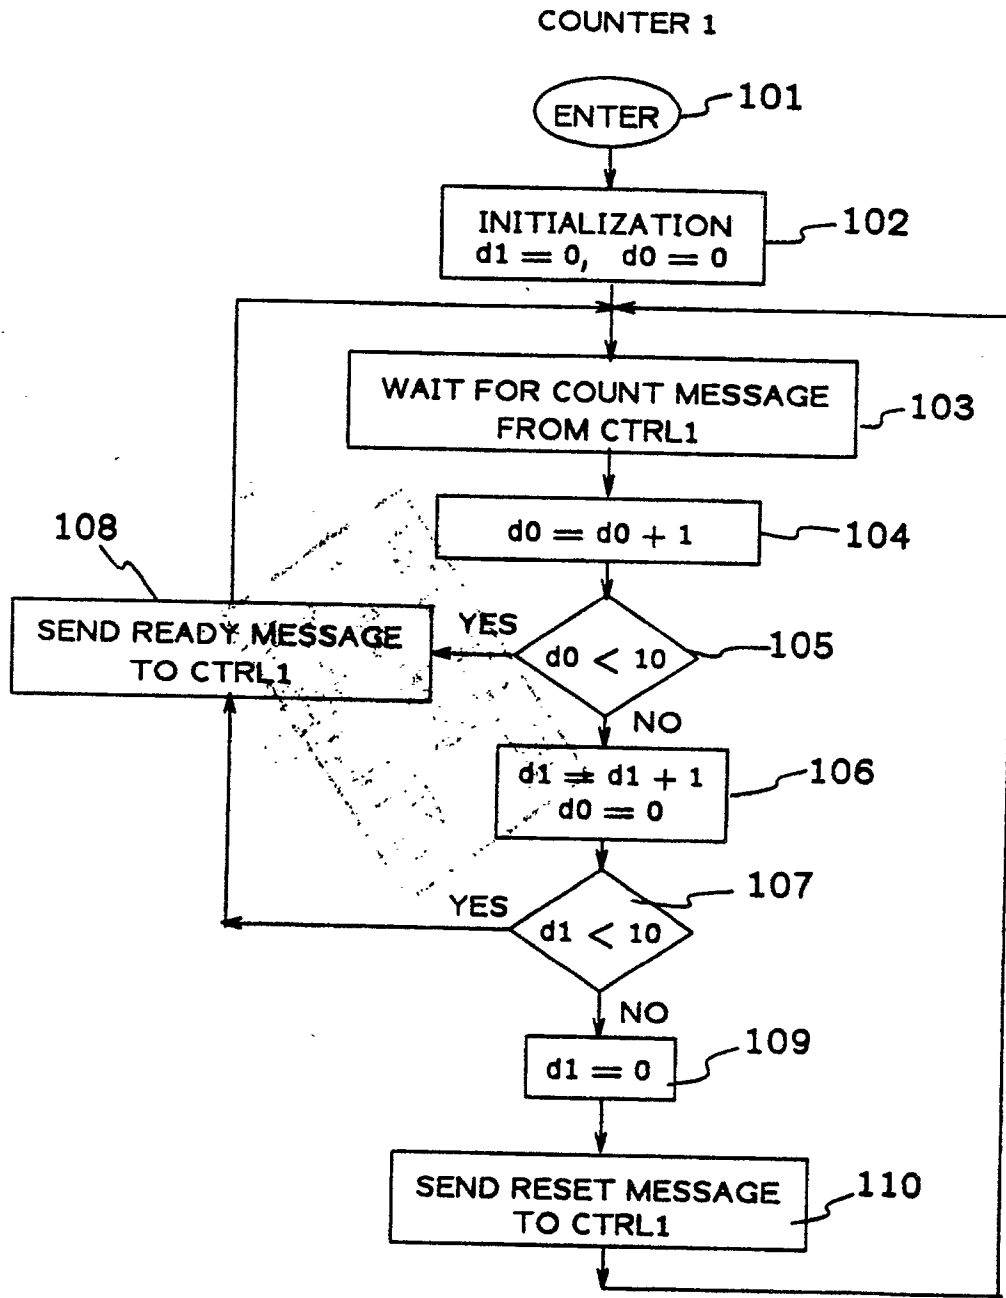 COUNTER 1
ENTER
101
INITIALIZATION
d1 = 0, d0 = 0
102
WAIT FOR COUNT MESSAGE
FROM CTRL1
103
d0 = d0 + 1
104
108
SEND READY MESSAGE
TO CTRL1
YES
d0 < 10
105
NO
d1 = d1 + 1
d0 = 0
106
YES
d1 < 10
107
NO
d1 = 0
109
SEND RESET MESSAGE
TO CTRL1
110